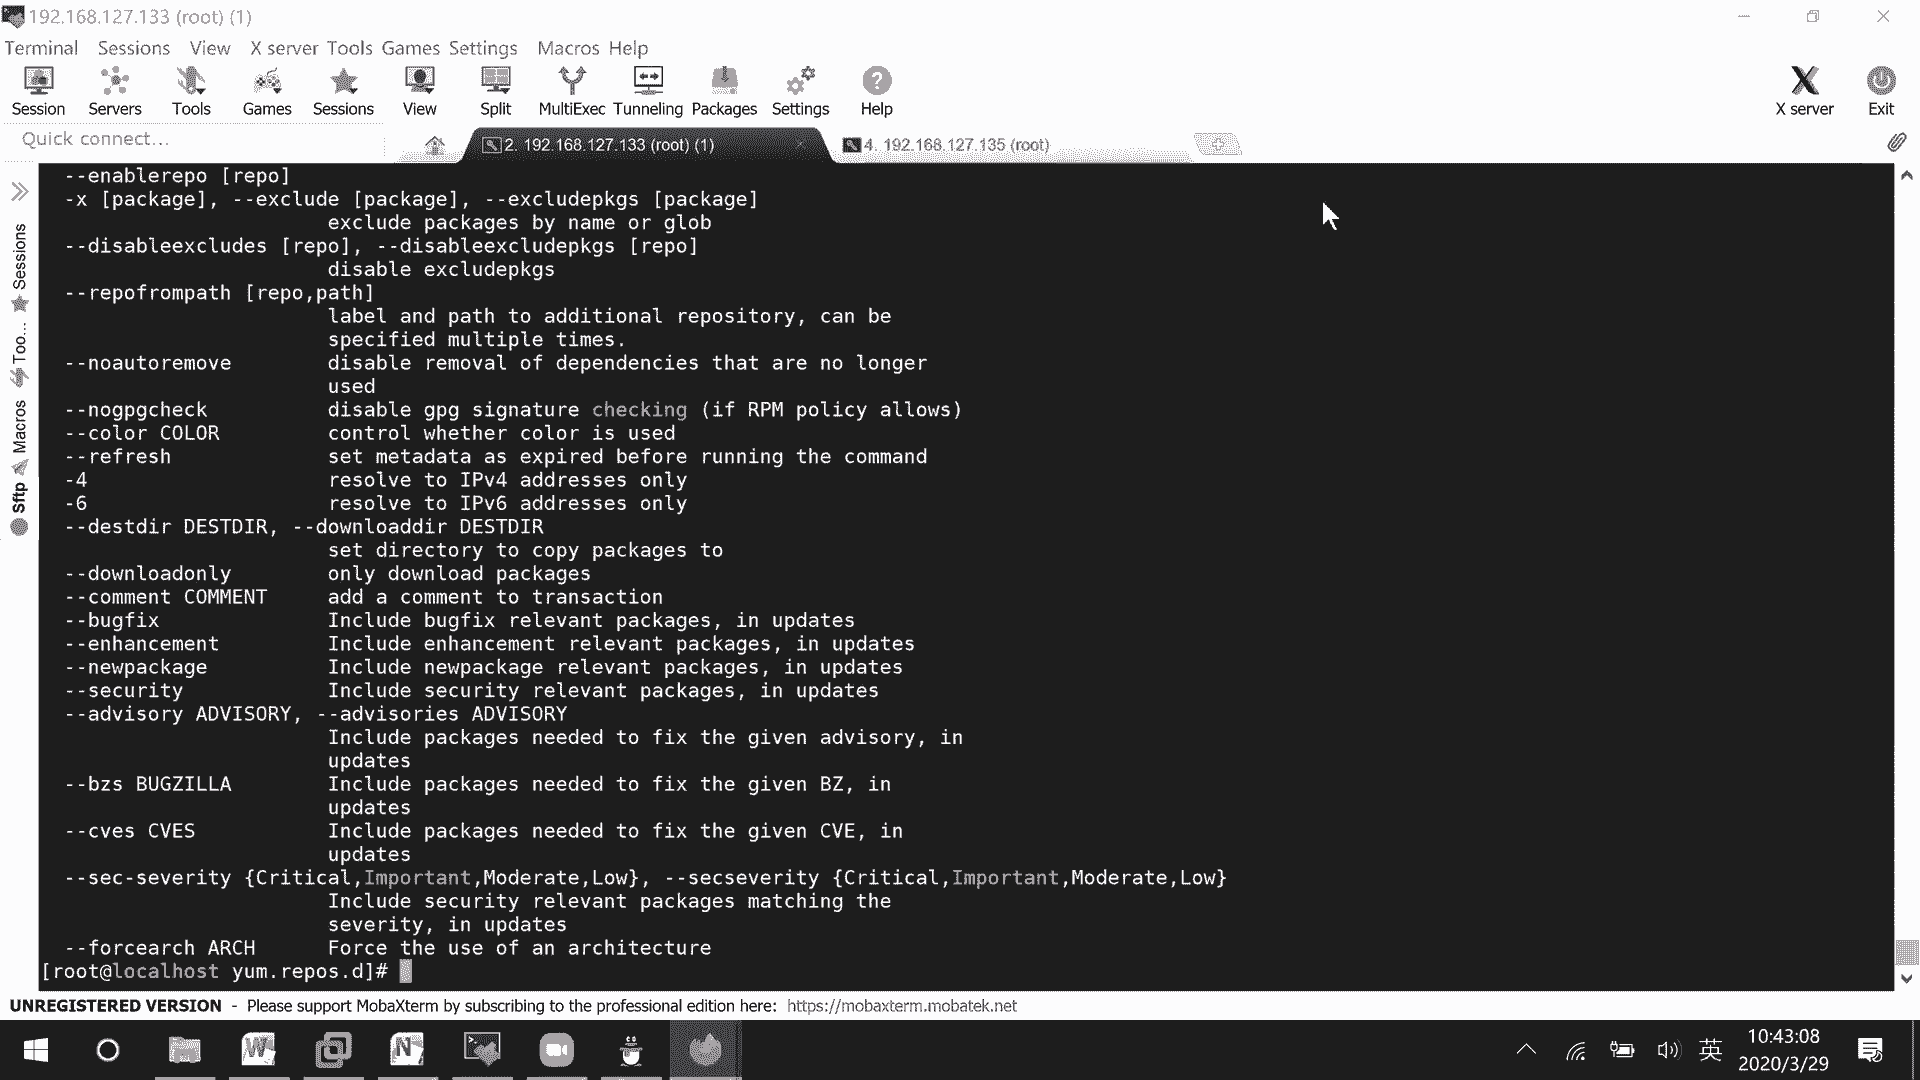 192.168.127.133 (root) (1)
Terminal Sessions View X server Tools Games Settings Macros Help
Session Servers Tools Games Sessions View Split MultiExec Tunneling Packages Settings Help X server Exit
Quick connect...
2. 192.168.127.133 (root) (1)
4. 192.168.127.135 (root)
Sessions
Too...
Macros
Sftp
--enablerepo [repo]
-x [package], --exclude [package], --excludepkgs [package]
exclude packages by name or glob
--disableexcludes [repo], --disableexcludepkgs [repo]
disable excludepkgs
--repofrompath [repo,path]
label and path to additional repository, can be
specified multiple times.
--noautoremove disable removal of dependencies that are no longer
used
--nogpgcheck disable gpg signature checking (if RPM policy allows)
--color COLOR control whether color is used
--refresh set metadata as expired before running the command
-4 resolve to IPv4 addresses only
-6 resolve to IPv6 addresses only
--destdir DESTDIR, --downloaddir DESTDIR
set directory to copy packages to
--downloadonly only download packages
--comment COMMENT add a comment to transaction
--bugfix Include bugfix relevant packages, in updates
--enhancement Include enhancement relevant packages, in updates
--newpackage Include newpackage relevant packages, in updates
--security Include security relevant packages, in updates
--advisory ADVISORY, --advisories ADVISORY
Include packages needed to fix the given advisory, in
updates
--bzs BUGZILLA Include packages needed to fix the given BZ, in
updates
--cves CVES Include packages needed to fix the given CVE, in
updates
--sec-severity {Critical,Important,Moderate,Low}, --secseverity {Critical,Important,Moderate,Low}
Include security relevant packages matching the
severity, in updates
--forcearch ARCH Force the use of an architecture
[root@localhost yum.repos.d]#
UNREGISTERED VERSION - Please support MobaXterm by subscribing to the professional edition here: https://mobaxterm.mobatek.net
英
10:43:08
2020/3/29